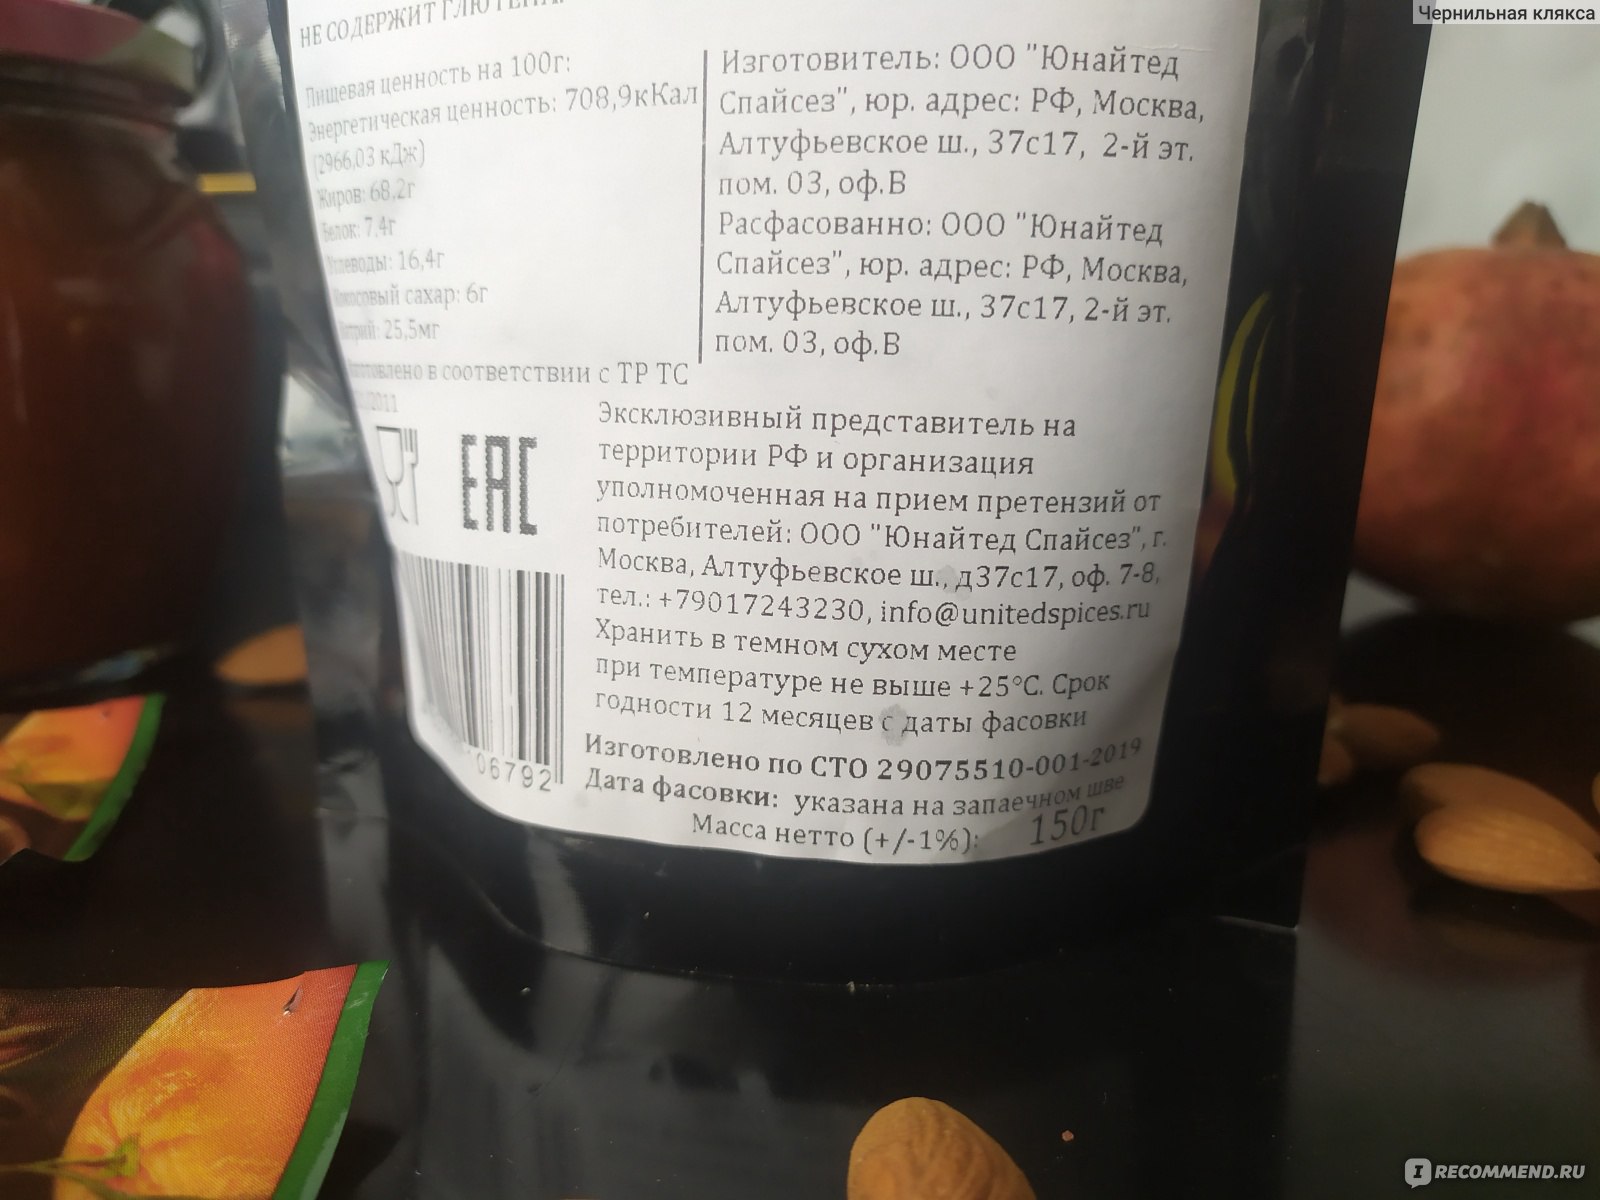 Чернильная клякса
НЕ СОДЕРЖИТ ГЛЮТЕНА.
Пищевая ценность на 100г:
Энергетическая ценность: 708,9кКал
(2966,03 кДж)
Жиров: 68,2г
Белок: 7,4г
Углеводы: 16,4г
Кокосовый сахар: 6г
Натрий: 25,5мг
Изготовлено в соответствии с ТР ТС
2011
Изготовитель: ООО "Юнайтед
Спайсез", юр. адрес: РФ, Москва,
Алтуфьевское ш., 37с17, 2-й эт.
пом. 03, оф.В
Расфасованно: ООО "Юнайтед
Спайсез", юр. адрес: РФ, Москва,
Алтуфьевское ш., 37с17, 2-й эт.
пом. 03, оф.В
EAC
Эксклюзивный представитель на
территории РФ и организация
уполномоченная на прием претензий от
потребителей: ООО "Юнайтед Спайсез", г.
Москва, Алтуфьевское ш., д37с17, оф. 7-8,
тел.: +79017243230, info@unitedspices.ru
Хранить в темном сухом месте
при температуре не выше +25°С. Срок
годности 12 месяцев с даты фасовки
06792
Изготовлено по СТО 29075510-001-2019
Дата фасовки: указана на запаечном шве
Масса нетто (+/-1%): 150г
IRECOMMEND.RU